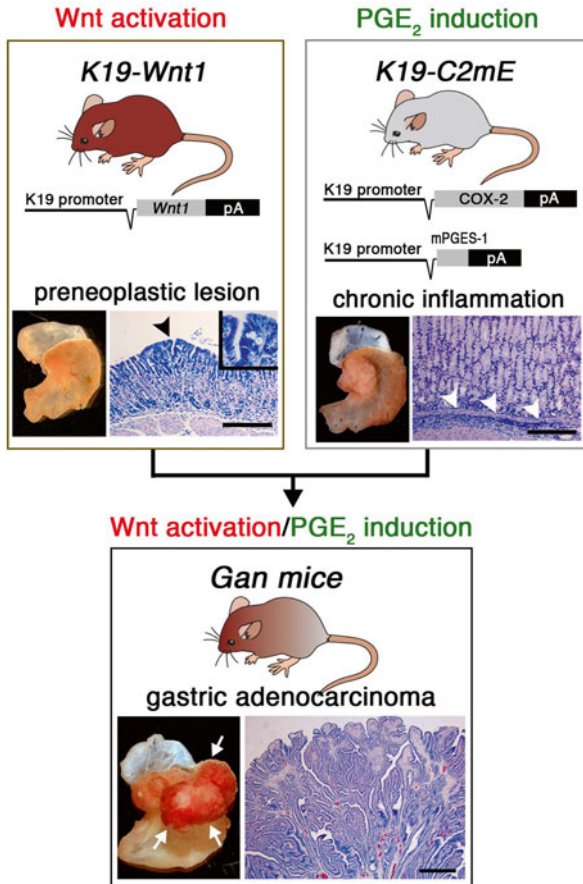 Wnt activation
K19-Wnt1
K19 promoter
Wnt1
pA
preneoplastic lesion
PGE₂ induction
K19-C2mE
K19 promoter
COX-2
pA
mPGES-1
K19 promoter
pA
chronic inflammation
Wnt activation/PGE₂ induction
Gan mice
gastric adenocarcinoma